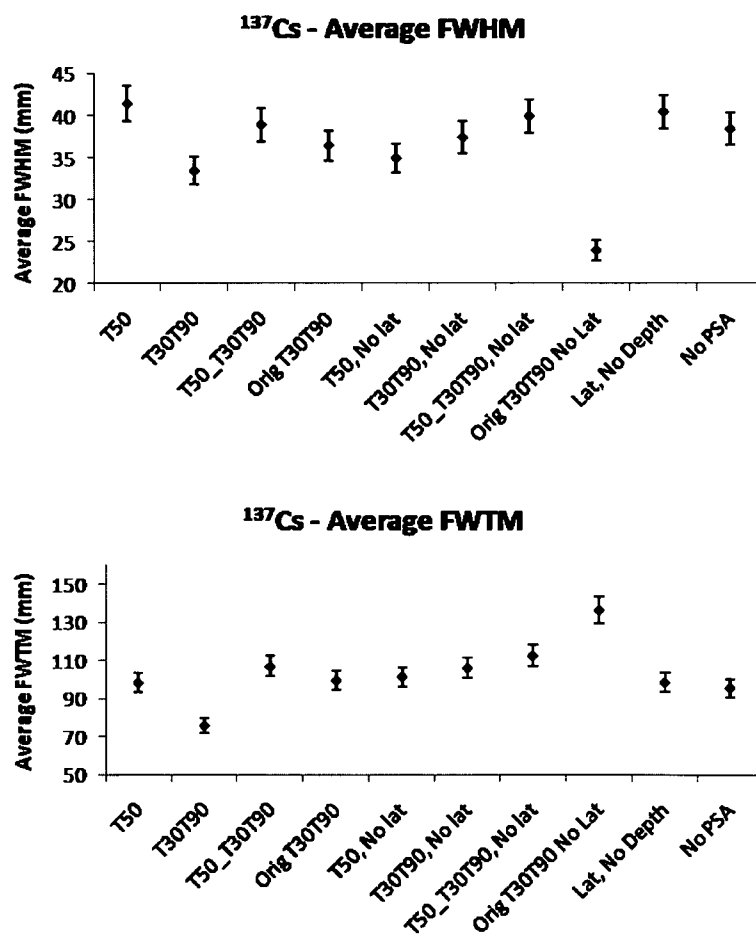 ¹³⁷Cs - Average FWHM
Average FWHM (mm)
45
40
35
30
25
20
T50
T30T90
T50_T30T90
Orig T30T90
T50, No lat
T30T90, No lat
T50_T30T90, No lat
Orig T30T90 No Lat
Lat, No Depth
No PSA
¹³⁷Cs - Average FWTM
Average FWTM (mm)
150
130
110
90
70
50
T50
T30T90
T50_T30T90
Orig T30T90
T50, No lat
T30T90, No lat
T50_T30T90, No lat
Orig T30T90 No Lat
Lat, No Depth
No PSA